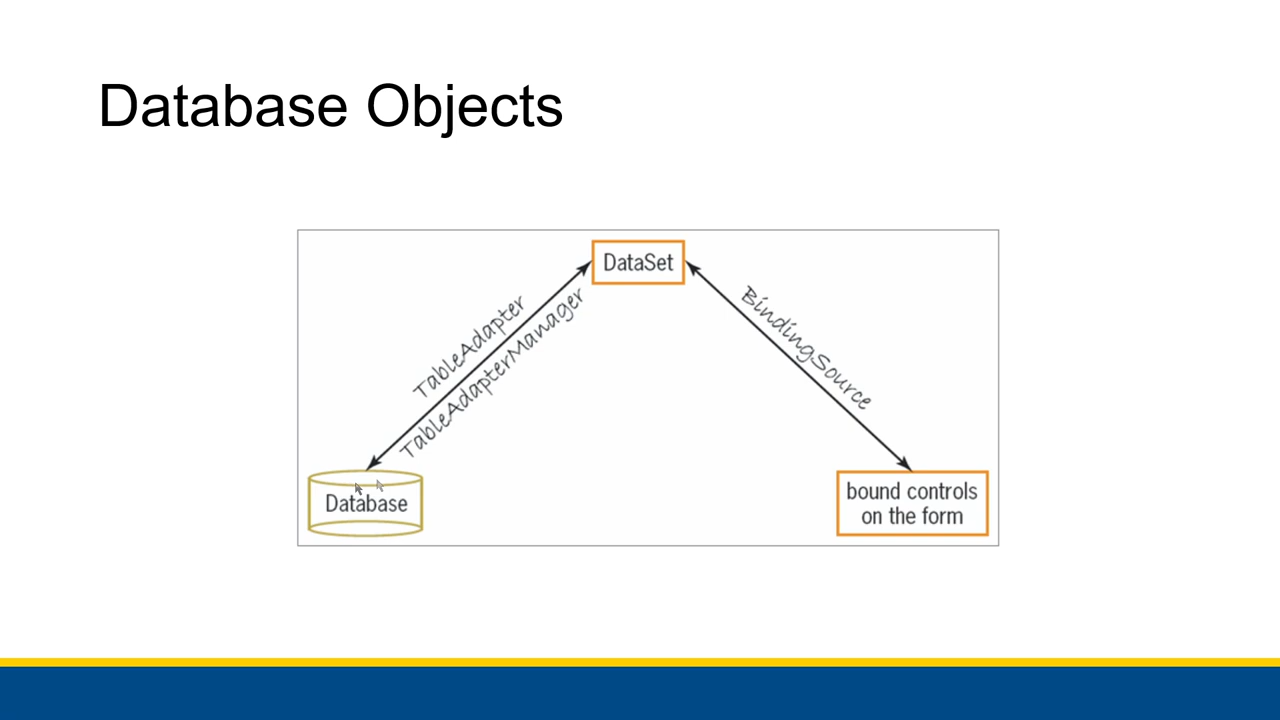 Database Objects
DataSet
TableAdapter
TableAdapterManager
BindingSource
Database
bound controls
on the form